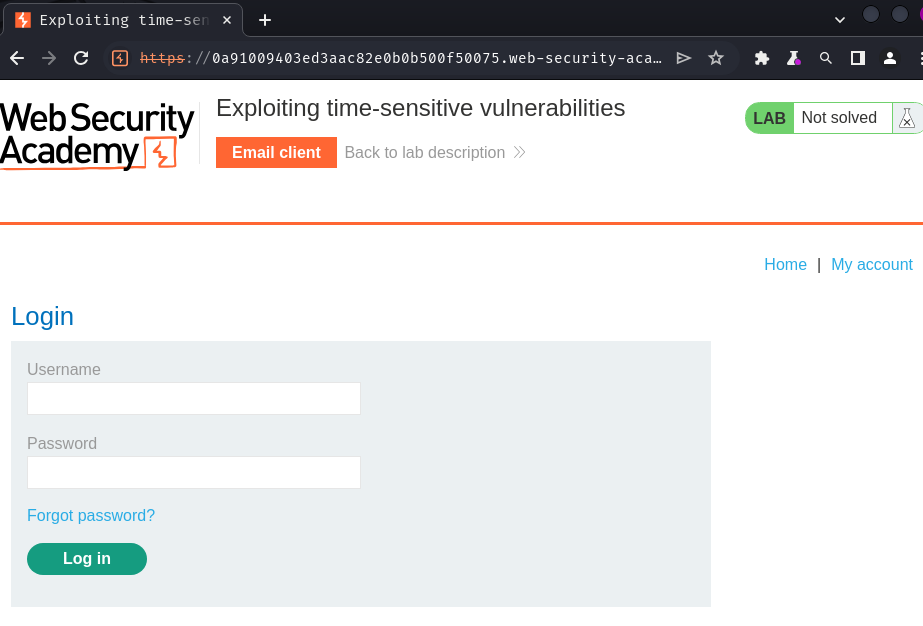 Exploiting time-sen
https://0a91009403ed3aac82e0b0b500f50075.web-security-aca…
Web Security
Academy
Exploiting time-sensitive vulnerabilities
Email client
Back to lab description
LAB
Not solved
Home | My account
Login
Username
Password
Forgot password?
Log in